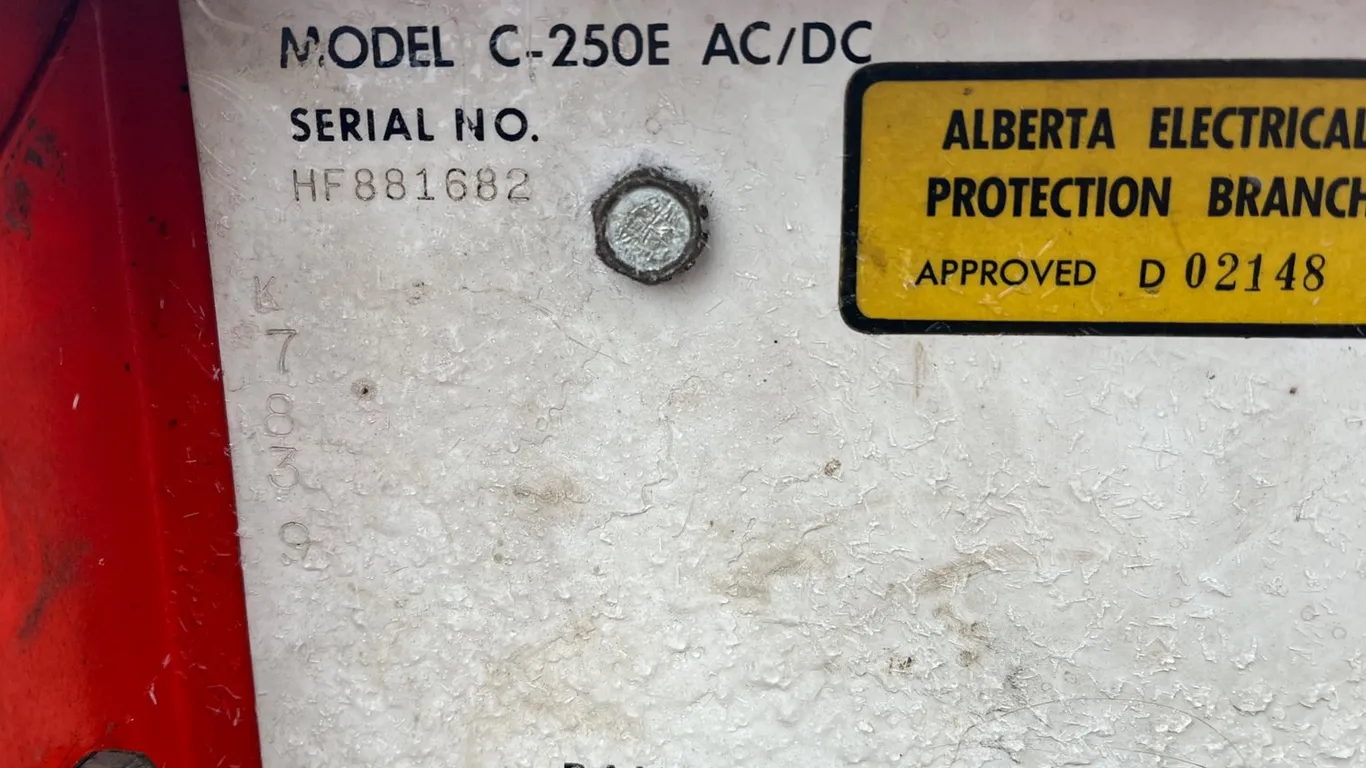 MODEL C-250E AC/DC
SERIAL NO.
HF881682
ALBERTA ELECTRICAL
PROTECTION BRANCH
APPROVED D 02148
K
7
8
3
9